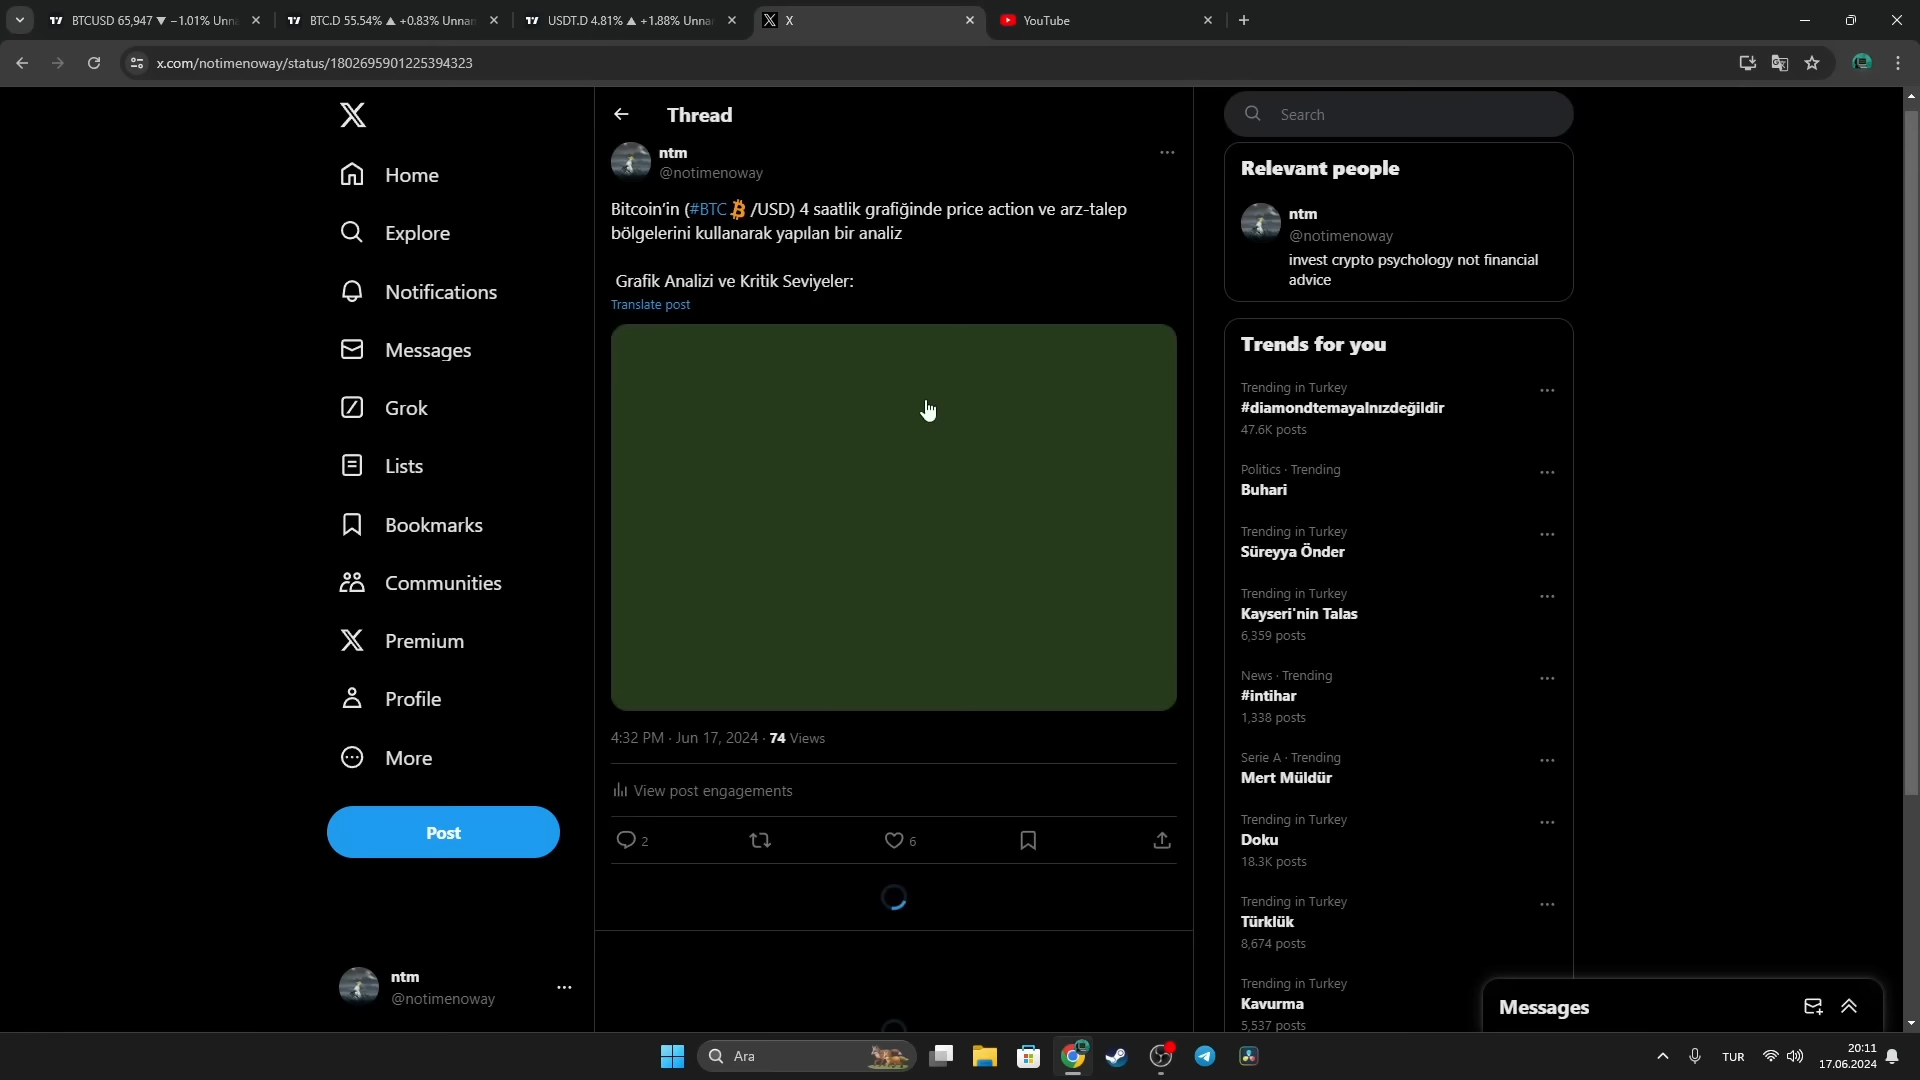 BTCUSD 65,947 ▼ −1.01% Unn
BTC.D 55.54% ▲ +0.83% Unnan
USDT.D 4.81% ▲ +1.88% Unna
X
YouTube
x.com/notimenoway/status/1802695901225394323
Home
Explore
Notifications
Messages
Grok
Lists
Bookmarks
Communities
Premium
Profile
More
Post
ntm
@notimenoway
Thread
ntm
@notimenoway
Bitcoin'in (#BTC /USD) 4 saatlik grafiğinde price action ve arz-talep
bölgelerini kullanarak yapılan bir analiz
Grafik Analizi ve Kritik Seviyeler:
Translate post
4:32 PM · Jun 17, 2024 · 74 Views
View post engagements
2
6
Search
Relevant people
ntm
@notimenoway
invest crypto psychology not financial
advice
Trends for you
Trending in Turkey
#diamondtemayalnızdeğildir
47.6K posts
Politics · Trending
Buhari
Trending in Turkey
Süreyya Önder
Trending in Turkey
Kayseri'nin Talas
6,359 posts
News · Trending
#intihar
1,338 posts
Serie A · Trending
Mert Müldür
Trending in Turkey
Doku
18.3K posts
Trending in Turkey
Türklük
8,674 posts
Trending in Turkey
Kavurma
5,537 posts
Messages
Ara
TUR
20:11
17.06.2024